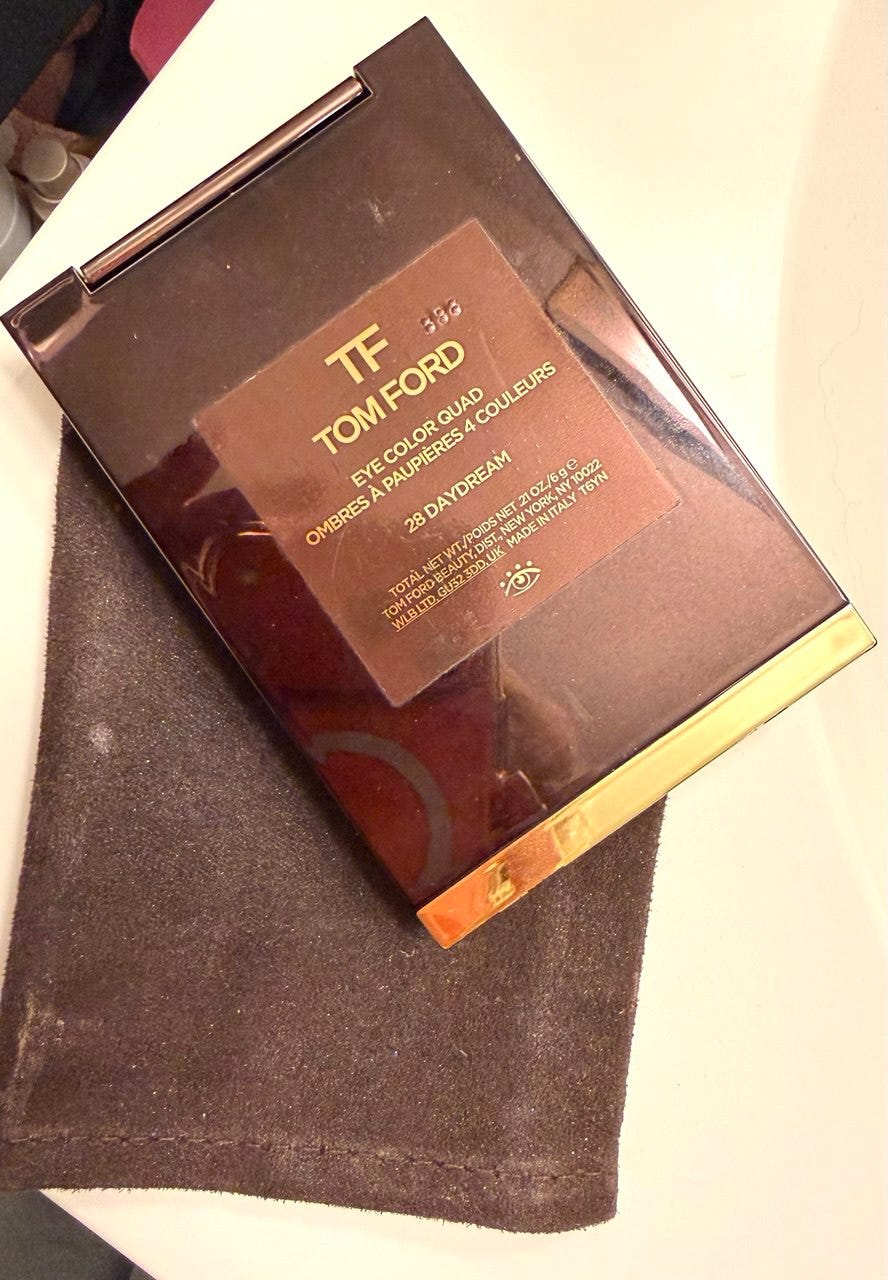 TF
TOM FORD
EYE COLOR QUAD
OMBRES À PAUPIÈRES 4 COULEURS
28 DAYDREAM
TOTAL NET WT./POIDS NET .21 OZ./6 g ℮
TOM FORD BEAUTY, DIST., NEW YORK, NY 10022
WLB LTD. GU32 3DD. UK MADE IN ITALY T6YN